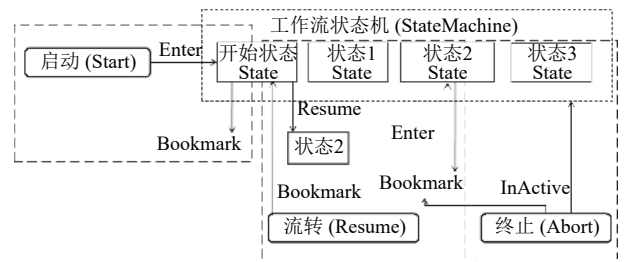 工作流状态机 (StateMachine)
启动 (Start)
Enter
开始状态
State
状态1
State
状态2
State
状态3
State
Resume
Bookmark
状态2
Enter
Bookmark
Bookmark
InActive
流转 (Resume)
终止 (Abort)